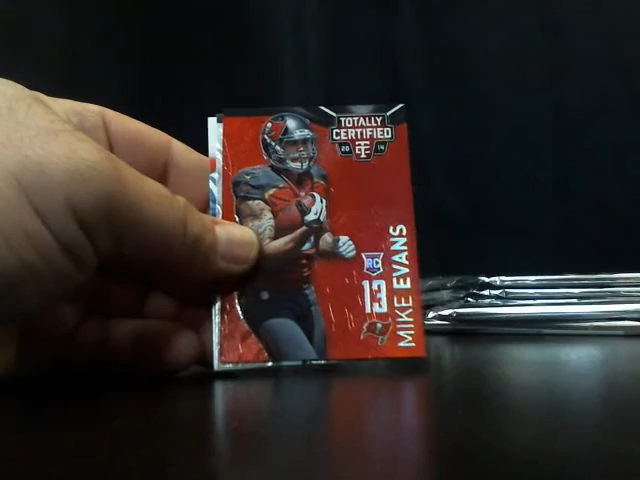 TOTALLY
CERTIFIED
20 TC 14
RC
13
MIKE EVANS